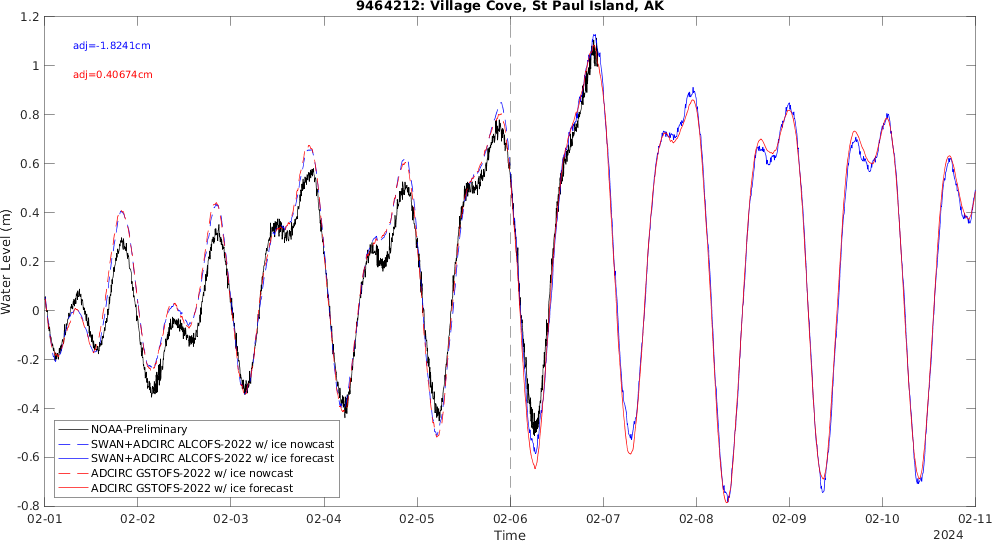 9464212: Village Cove, St Paul Island, AK
adj=-1.8241cm
adj=0.40674cm
Water Level (m)
1.2
1
0.8
0.6
0.4
0.2
0
-0.2
-0.4
-0.6
-0.8
NOAA-Preliminary
SWAN+ADCIRC ALCOFS-2022 w/ ice nowcast
SWAN+ADCIRC ALCOFS-2022 w/ ice forecast
ADCIRC GSTOFS-2022 w/ ice nowcast
ADCIRC GSTOFS-2022 w/ ice forecast
02-01 02-02 02-03 02-04 02-05 02-06 02-07 02-08 02-09 02-10 02-11
Time
2024